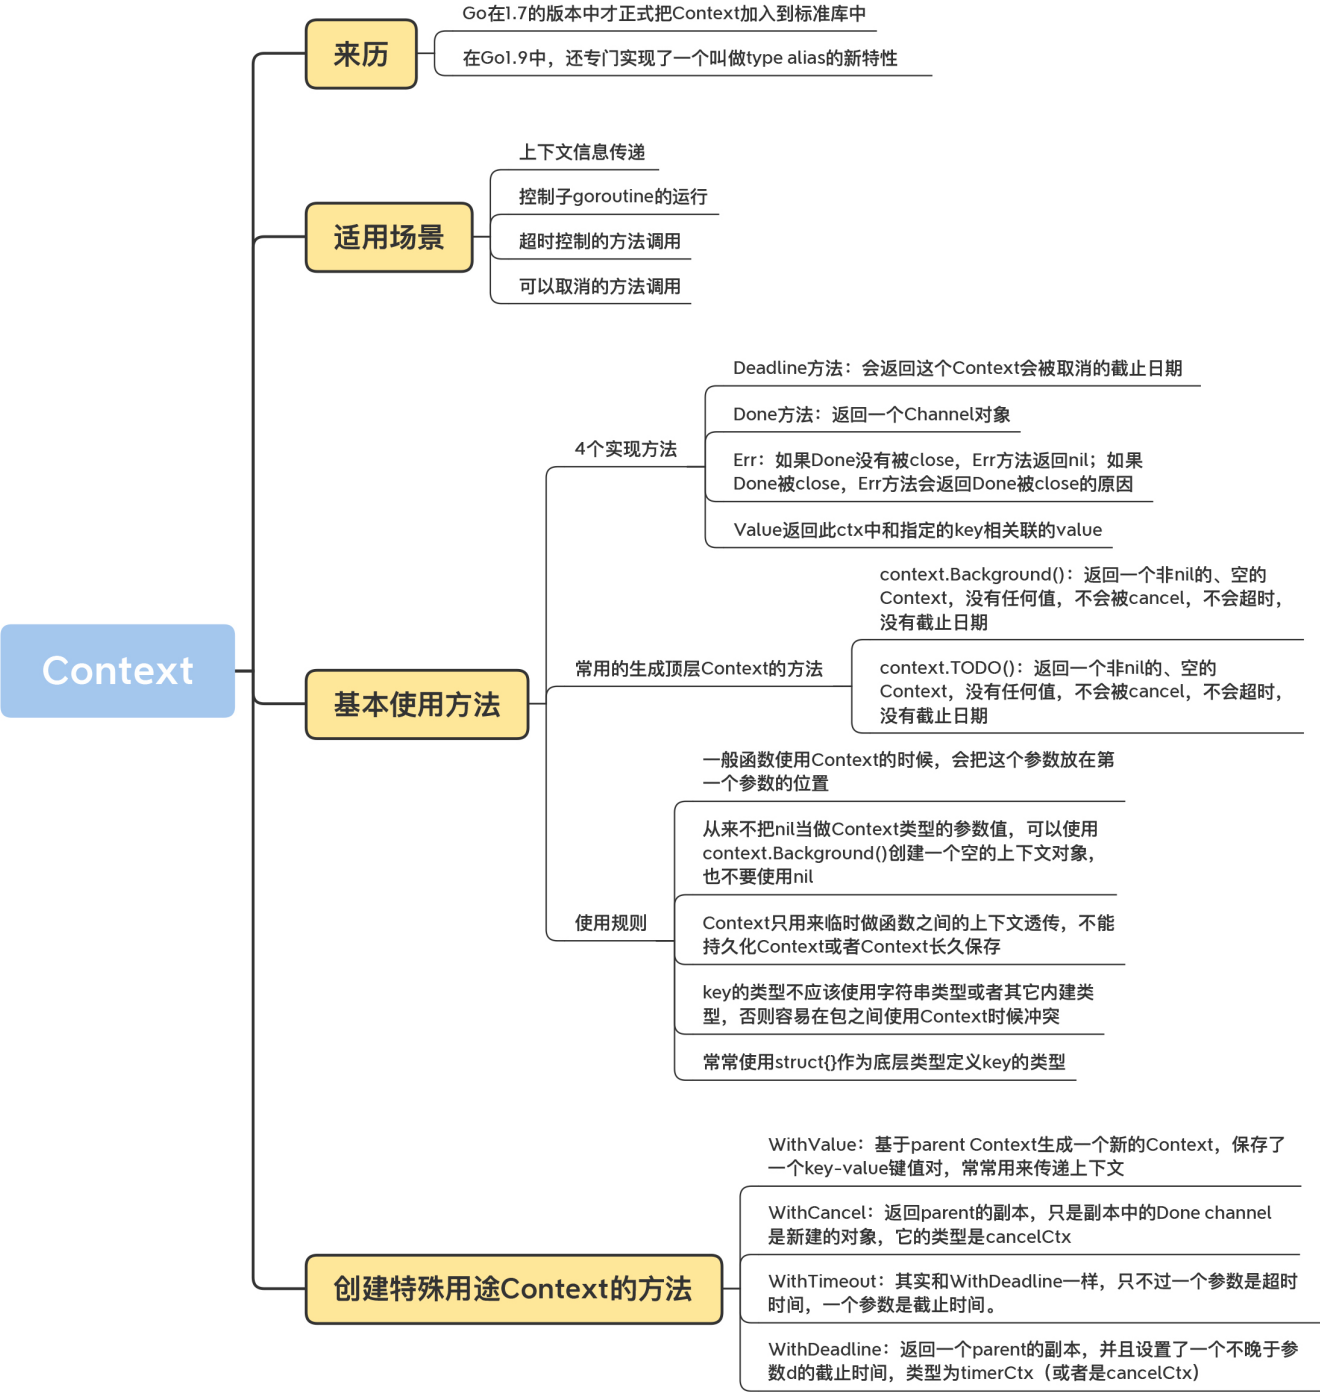 Context
来历
Go在1.7的版本中才正式把Context加入到标准库中
在Go1.9中，还专门实现了一个叫做type alias的新特性
适用场景
上下文信息传递
控制子goroutine的运行
超时控制的方法调用
可以取消的方法调用
基本使用方法
4个实现方法
Deadline方法：会返回这个Context会被取消的截止日期
Done方法：返回一个Channel对象
Err：如果Done没有被close，Err方法返回nil；如果
Done被close，Err方法会返回Done被close的原因
Value返回此ctx中和指定的key相关联的value
常用的生成顶层Context的方法
context.Background()：返回一个非nil的、空的
Context，没有任何值，不会被cancel，不会超时，
没有截止日期
context.TODO()：返回一个非nil的、空的
Context，没有任何值，不会被cancel，不会超时，
没有截止日期
使用规则
一般函数使用Context的时候，会把这个参数放在第
一个参数的位置
从来不把nil当做Context类型的参数值，可以使用
context.Background()创建一个空的上下文对象，
也不要使用nil
Context只用来临时做函数之间的上下文透传，不能
持久化Context或者Context长久保存
key的类型不应该使用字符串类型或者其它内建类
型，否则容易在包之间使用Context时候冲突
常常使用struct{}作为底层类型定义key的类型
创建特殊用途Context的方法
WithValue：基于parent Context生成一个新的Context，保存了
一个key-value键值对，常常用来传递上下文
WithCancel：返回parent的副本，只是副本中的Done channel
是新建的对象，它的类型是cancelCtx
WithTimeout：其实和WithDeadline一样，只不过一个参数是超时
时间，一个参数是截止时间。
WithDeadline：返回一个parent的副本，并且设置了一个不晚于参
数d的截止时间，类型为timerCtx（或者是cancelCtx）